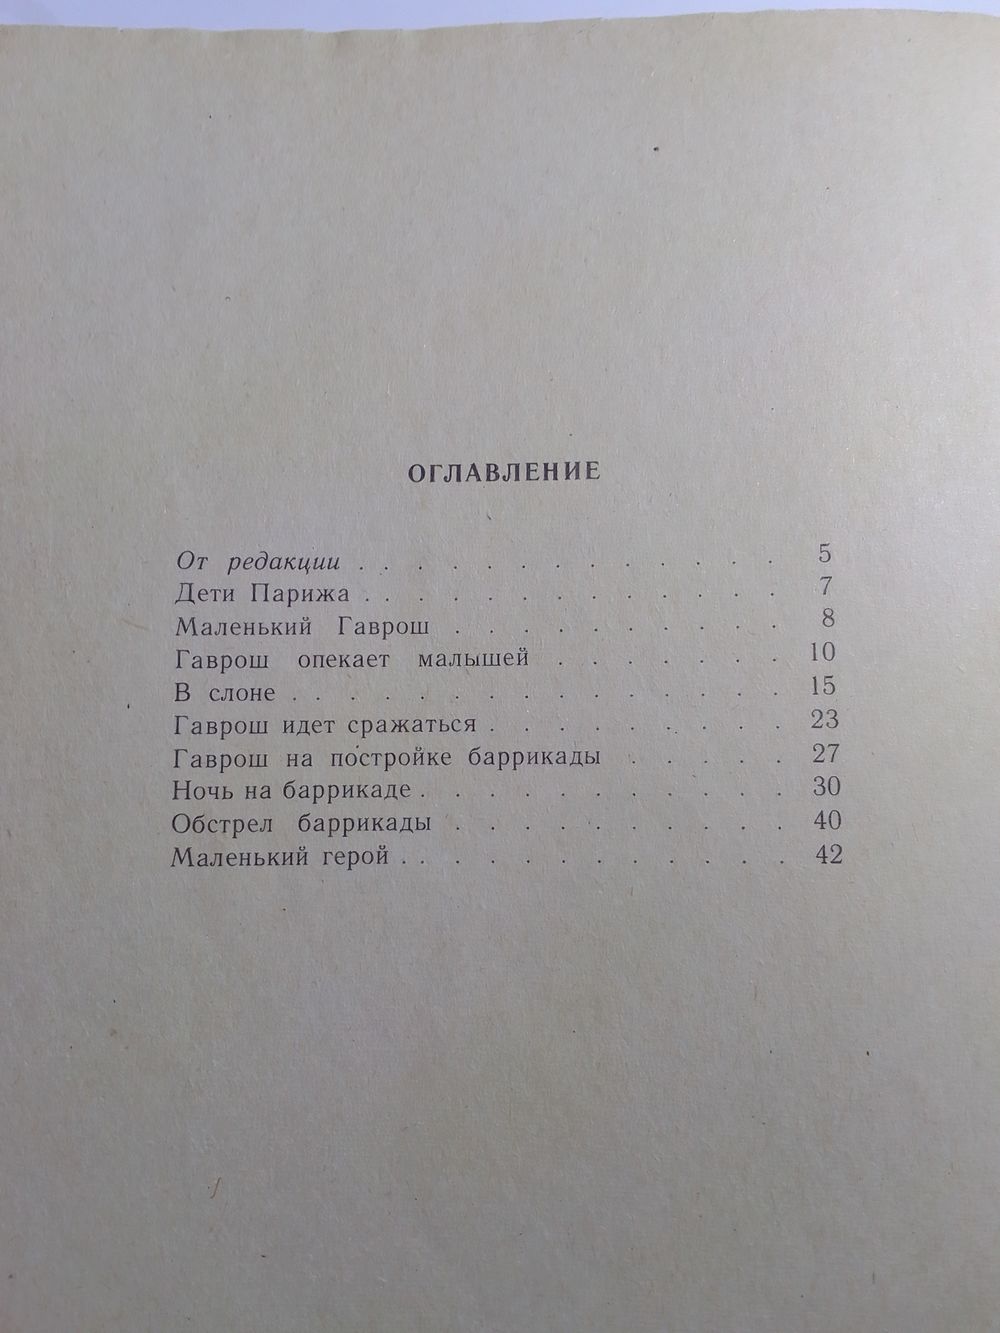 ОГЛАВЛЕНИЕ
От редакции . . . . . . . . . . . . . 5
Дети Парижа . . . . . . . . . . . . . 7
Маленький Гаврош . . . . . . . . . . 8
Гаврош опекает малышей . . . . . . . 10
В слоне . . . . . . . . . . . . . . . 15
Гаврош идет сражаться . . . . . . . . . 23
Гаврош на постройке баррикады . . . . . 27
Ночь на баррикаде . . . . . . . . . . . 30
Обстрел баррикады . . . . . . . . . . 40
Маленький герой . . . . . . . . . . . . 42